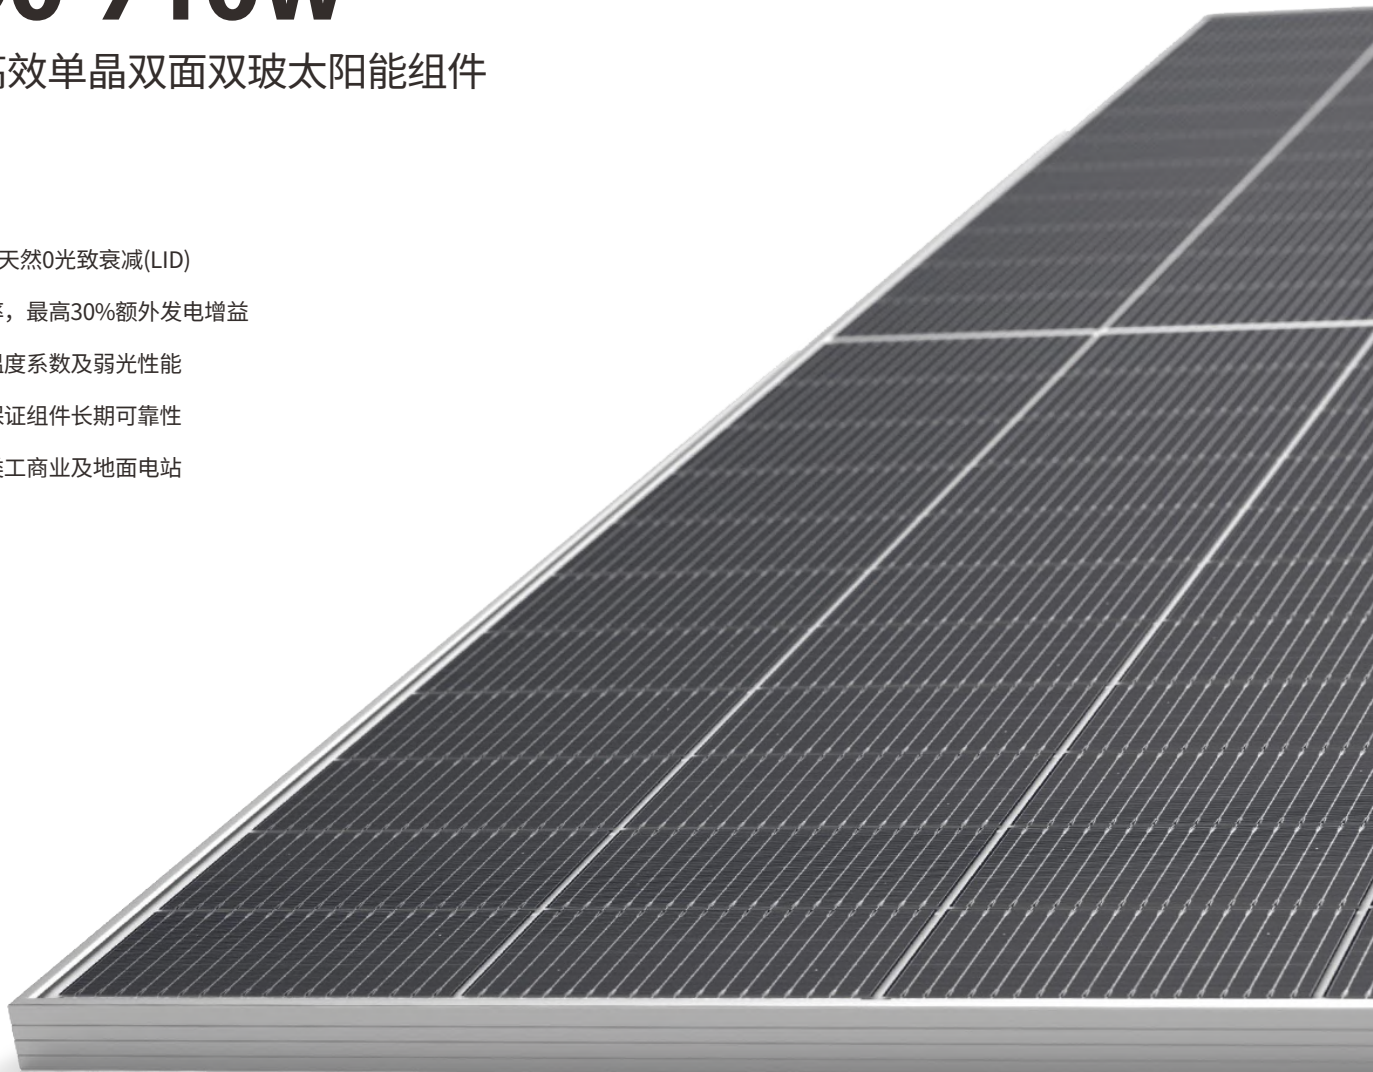 710W
高效单晶双面双玻太阳能组件
天然0光致衰减(LID)
率，最高30%额外发电增益
温度系数及弱光性能
保证组件长期可靠性
工商业及地面电站